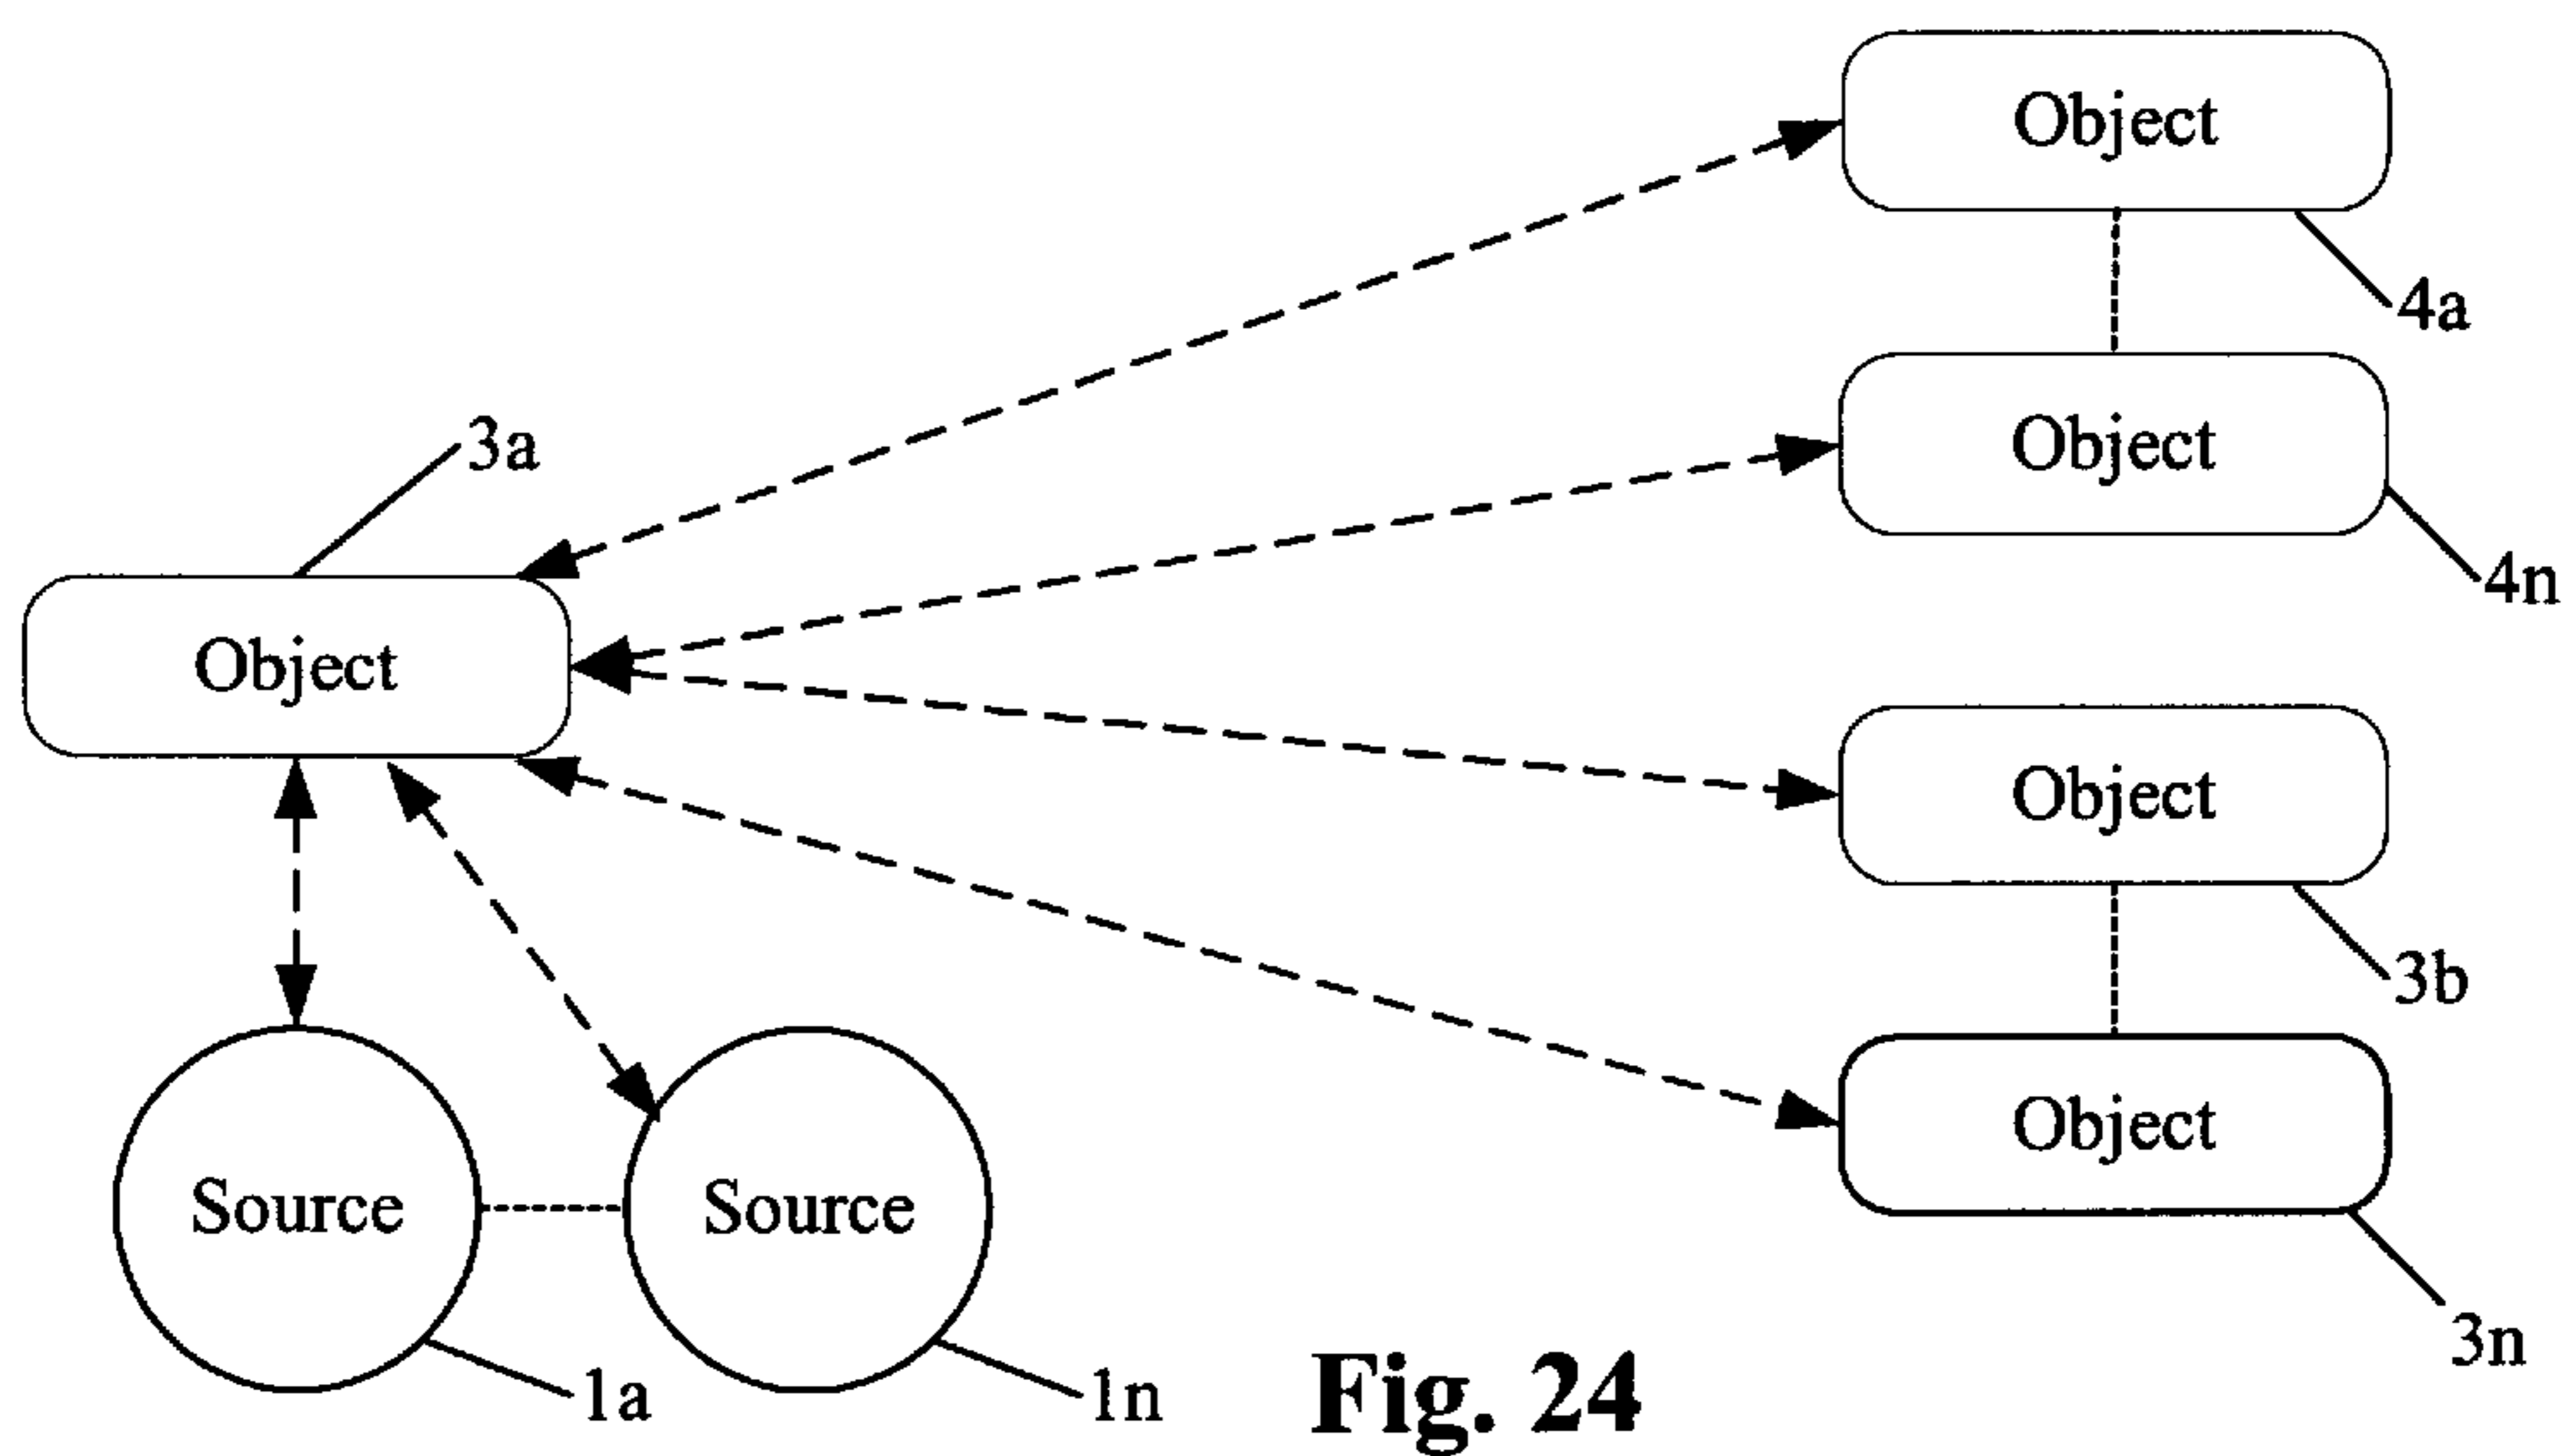 Object
4a
Object
3a
4n
Object
Object
3b
Object
Source
Source
3n
1a
1n
Fig. 24